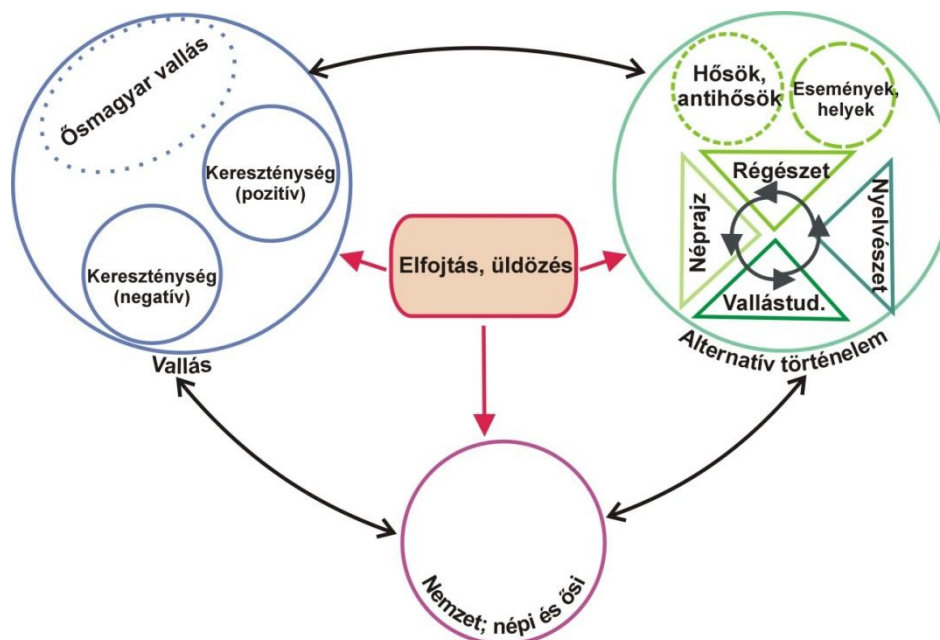 Ősmagyar vallás
Kereszténység
(pozitív)
Kereszténység
(negatív)
Vallás
Elfojtás, üldözés
Hősök,
antihősök
Események,
helyek
Régészet
Néprajz
Nyelvészet
Vallástud.
Alternatív történelem
Nemzet; népi és ősi